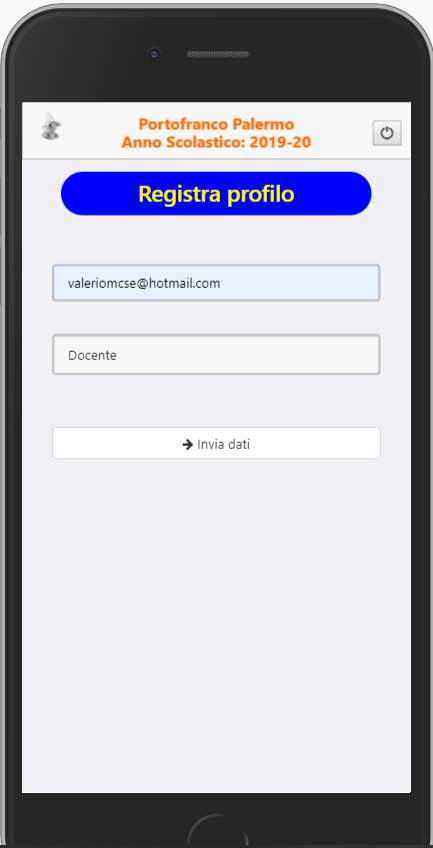 Portofranco Palermo
Anno Scolastico: 2019-20
Registra profilo
valeriomcse@hotmail.com
Docente
Invia dati